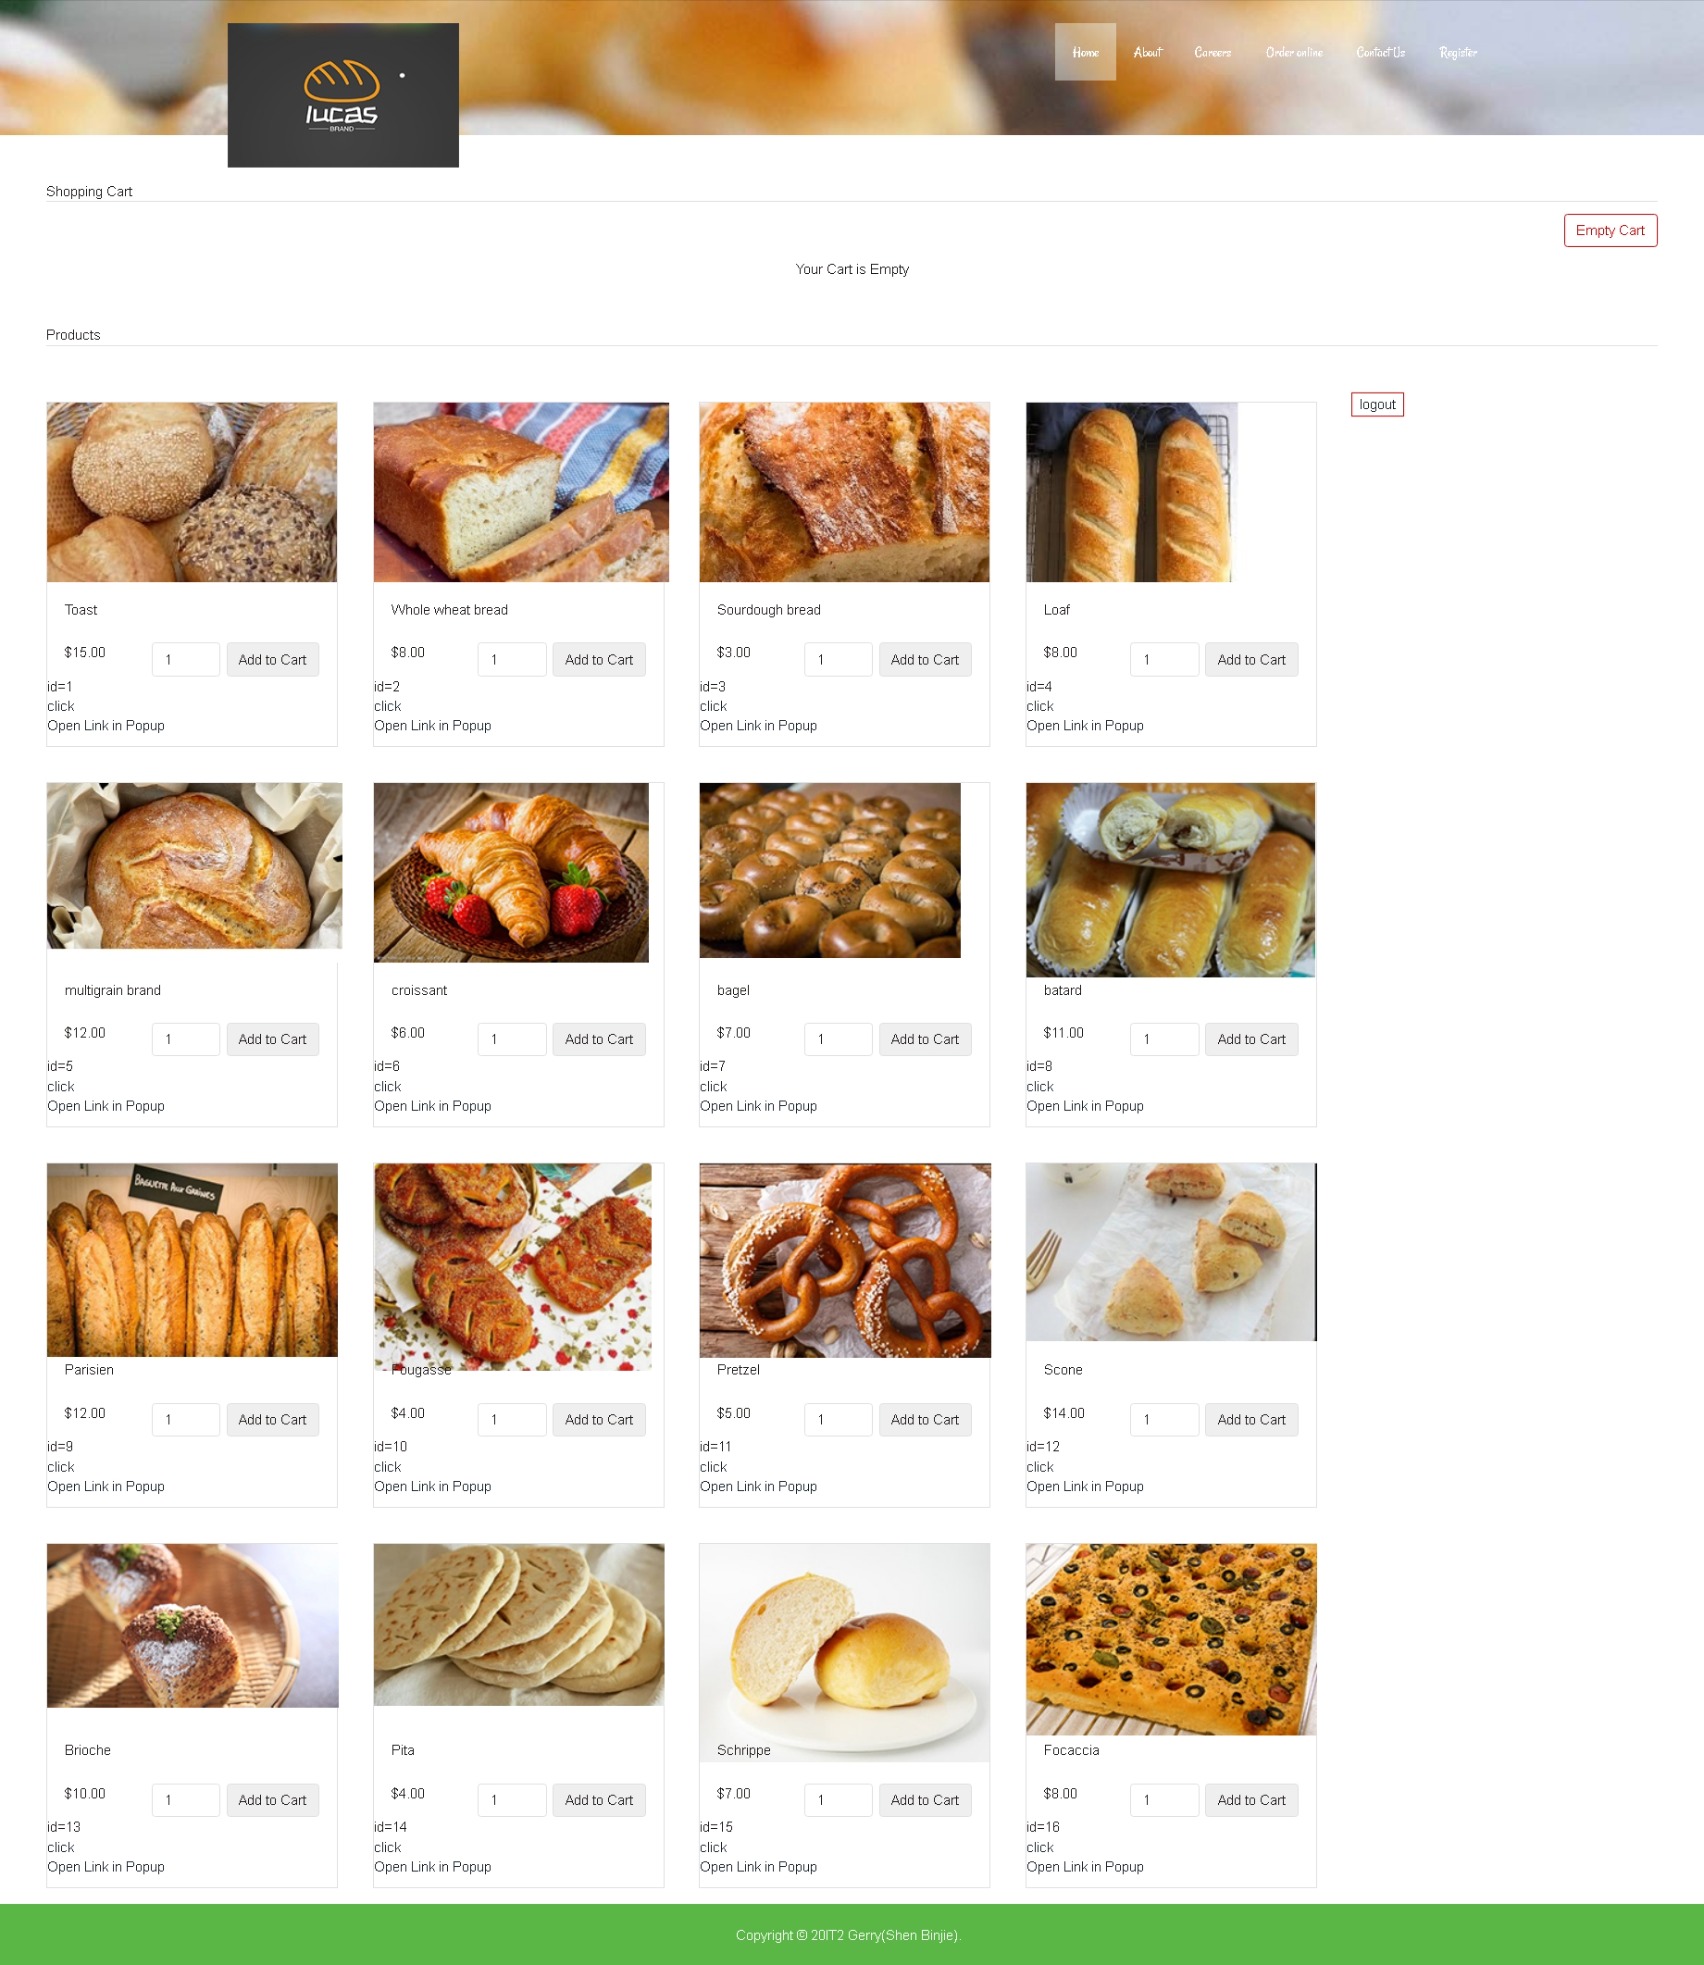 lucas
BRAND
Home About Careers Order online Contact Us Register
Shopping Cart
Empty Cart
Your Cart is Empty
Products
logout
Toast
$15.00 1 Add to Cart
id=1
click
Open Link in Popup
Whole wheat bread
$8.00 1 Add to Cart
id=2
click
Open Link in Popup
Sourdough bread
$3.00 1 Add to Cart
id=3
click
Open Link in Popup
Loaf
$8.00 1 Add to Cart
id=4
click
Open Link in Popup
multigrain brand
$12.00 1 Add to Cart
id=5
click
Open Link in Popup
croissant
$6.00 1 Add to Cart
id=6
click
Open Link in Popup
bagel
$7.00 1 Add to Cart
id=7
click
Open Link in Popup
batard
$11.00 1 Add to Cart
id=8
click
Open Link in Popup
BAGUETTE AUX GRAINES
Parisien
$12.00 1 Add to Cart
id=9
click
Open Link in Popup
Fougasse
$4.00 1 Add to Cart
id=10
click
Open Link in Popup
Pretzel
$5.00 1 Add to Cart
id=11
click
Open Link in Popup
Scone
$14.00 1 Add to Cart
id=12
click
Open Link in Popup
Brioche
$10.00 1 Add to Cart
id=13
click
Open Link in Popup
Pita
$4.00 1 Add to Cart
id=14
click
Open Link in Popup
Schrippe
$7.00 1 Add to Cart
id=15
click
Open Link in Popup
Focaccia
$8.00 1 Add to Cart
id=16
click
Open Link in Popup
Copyright © 20IT2 Gerry(Shen Binjie).